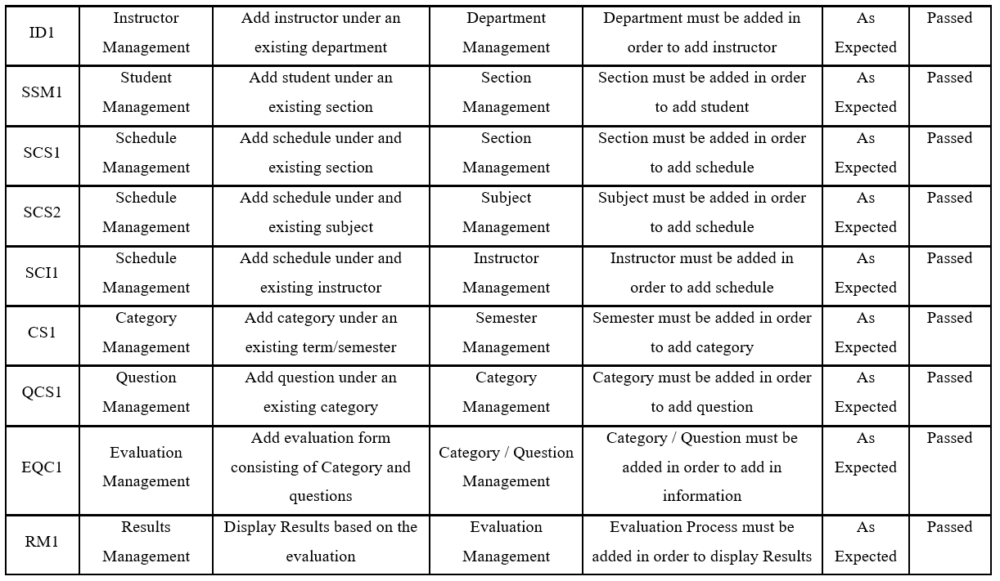 ID1
Instructor
Management
Add instructor under an
existing department
Department
Management
Department must be added in
order to add instructor
As
Expected
Passed
SSM1
Student
Management
Add student under an
existing section
Section
Management
Section must be added in order
to add student
As
Expected
Passed
SCS1
Schedule
Management
Add schedule under and
existing section
Section
Management
Section must be added in order
to add schedule
As
Expected
Passed
SCS2
Schedule
Management
Add schedule under and
existing subject
Subject
Management
Subject must be added in order
to add schedule
As
Expected
Passed
SCI1
Schedule
Management
Add schedule under and
existing instructor
Instructor
Management
Instructor must be added in
order to add schedule
As
Expected
Passed
CS1
Category
Management
Add category under an
existing term/semester
Semester
Management
Semester must be added in order
to add category
As
Expected
Passed
QCS1
Question
Management
Add question under an
existing category
Category
Management
Category must be added in order
to add question
As
Expected
Passed
EQC1
Evaluation
Management
Add evaluation form
consisting of Category and
questions
Category / Question
Management
Category / Question must be
added in order to add in
information
As
Expected
Passed
RM1
Results
Management
Display Results based on the
evaluation
Evaluation
Management
Evaluation Process must be
added in order to display Results
As
Expected
Passed